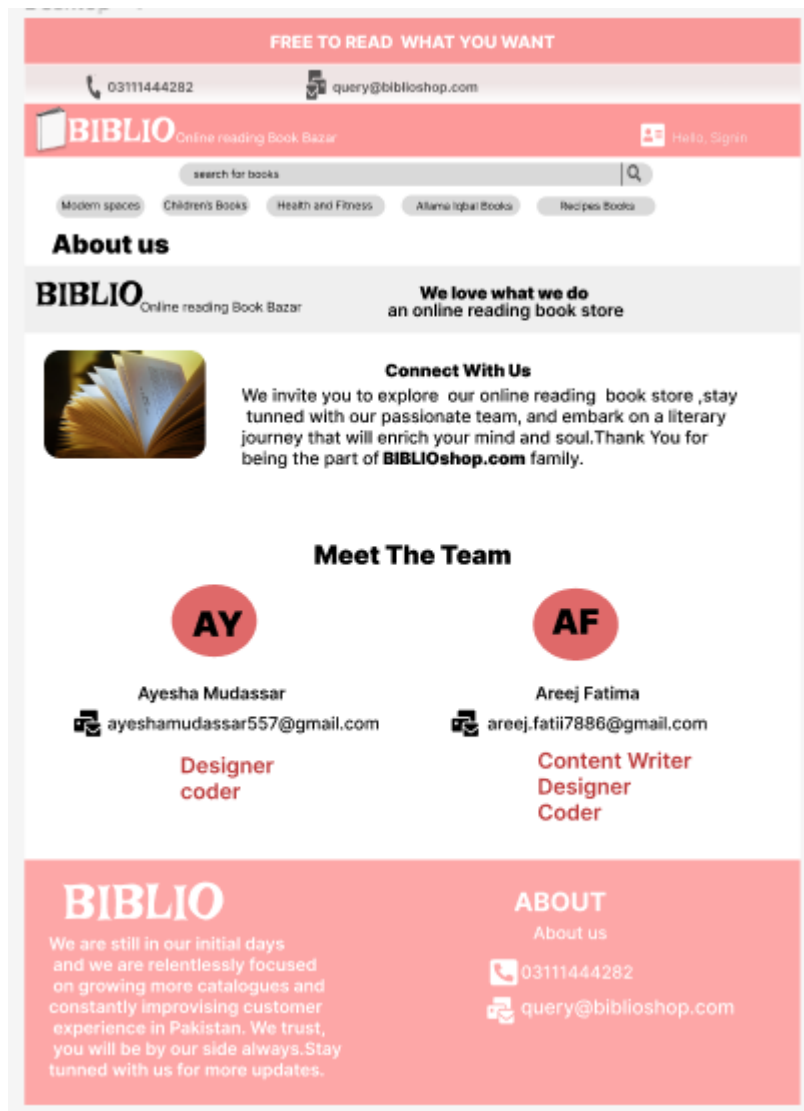 FREE TO READ WHAT YOU WANT
03111444282 query@biblioshop.com
BIBLIO Online reading Book Bazar Hello, Signin
search for books
Modern spaces Children's Books Health and Fitness Allama Iqbal Books Recipes Books
About us
BIBLIO Online reading Book Bazar
We love what we do
an online reading book store
Connect With Us
We invite you to explore our online reading book store ,stay
tunned with our passionate team, and embark on a literary
journey that will enrich your mind and soul.Thank You for
being the part of BIBLIOshop.com family.
Meet The Team
AY
Ayesha Mudassar
ayeshamudassar557@gmail.com
Designer
coder
AF
Areej Fatima
areej.fatii7886@gmail.com
Content Writer
Designer
Coder
BIBLIO
We are still in our initial days
and we are relentlessly focused
on growing more catalogues and
constantly improvising customer
experience in Pakistan. We trust,
you will be by our side always.Stay
tunned with us for more updates.
ABOUT
About us
03111444282
query@biblioshop.com